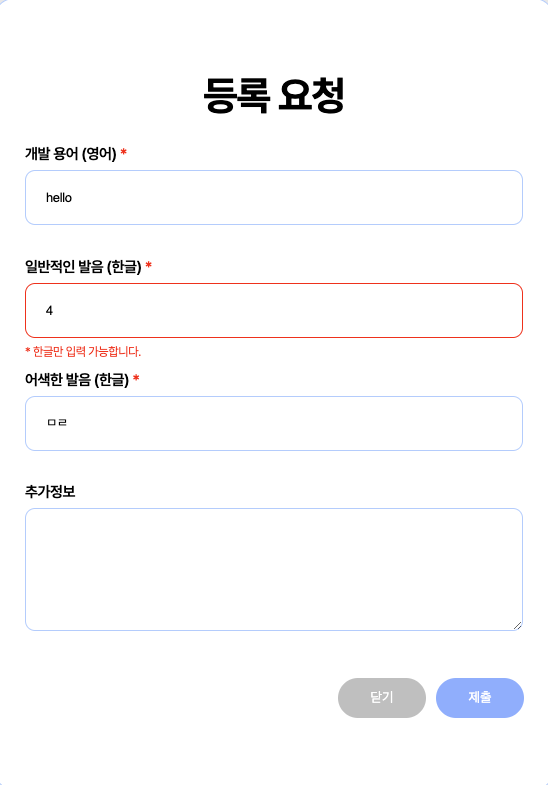 등록 요청
개발 용어 (영어) *
hello
일반적인 발음 (한글) *
4
* 한글만 입력 가능합니다.
어색한 발음 (한글) *
ㅁㄹ
추가정보
닫기
제출